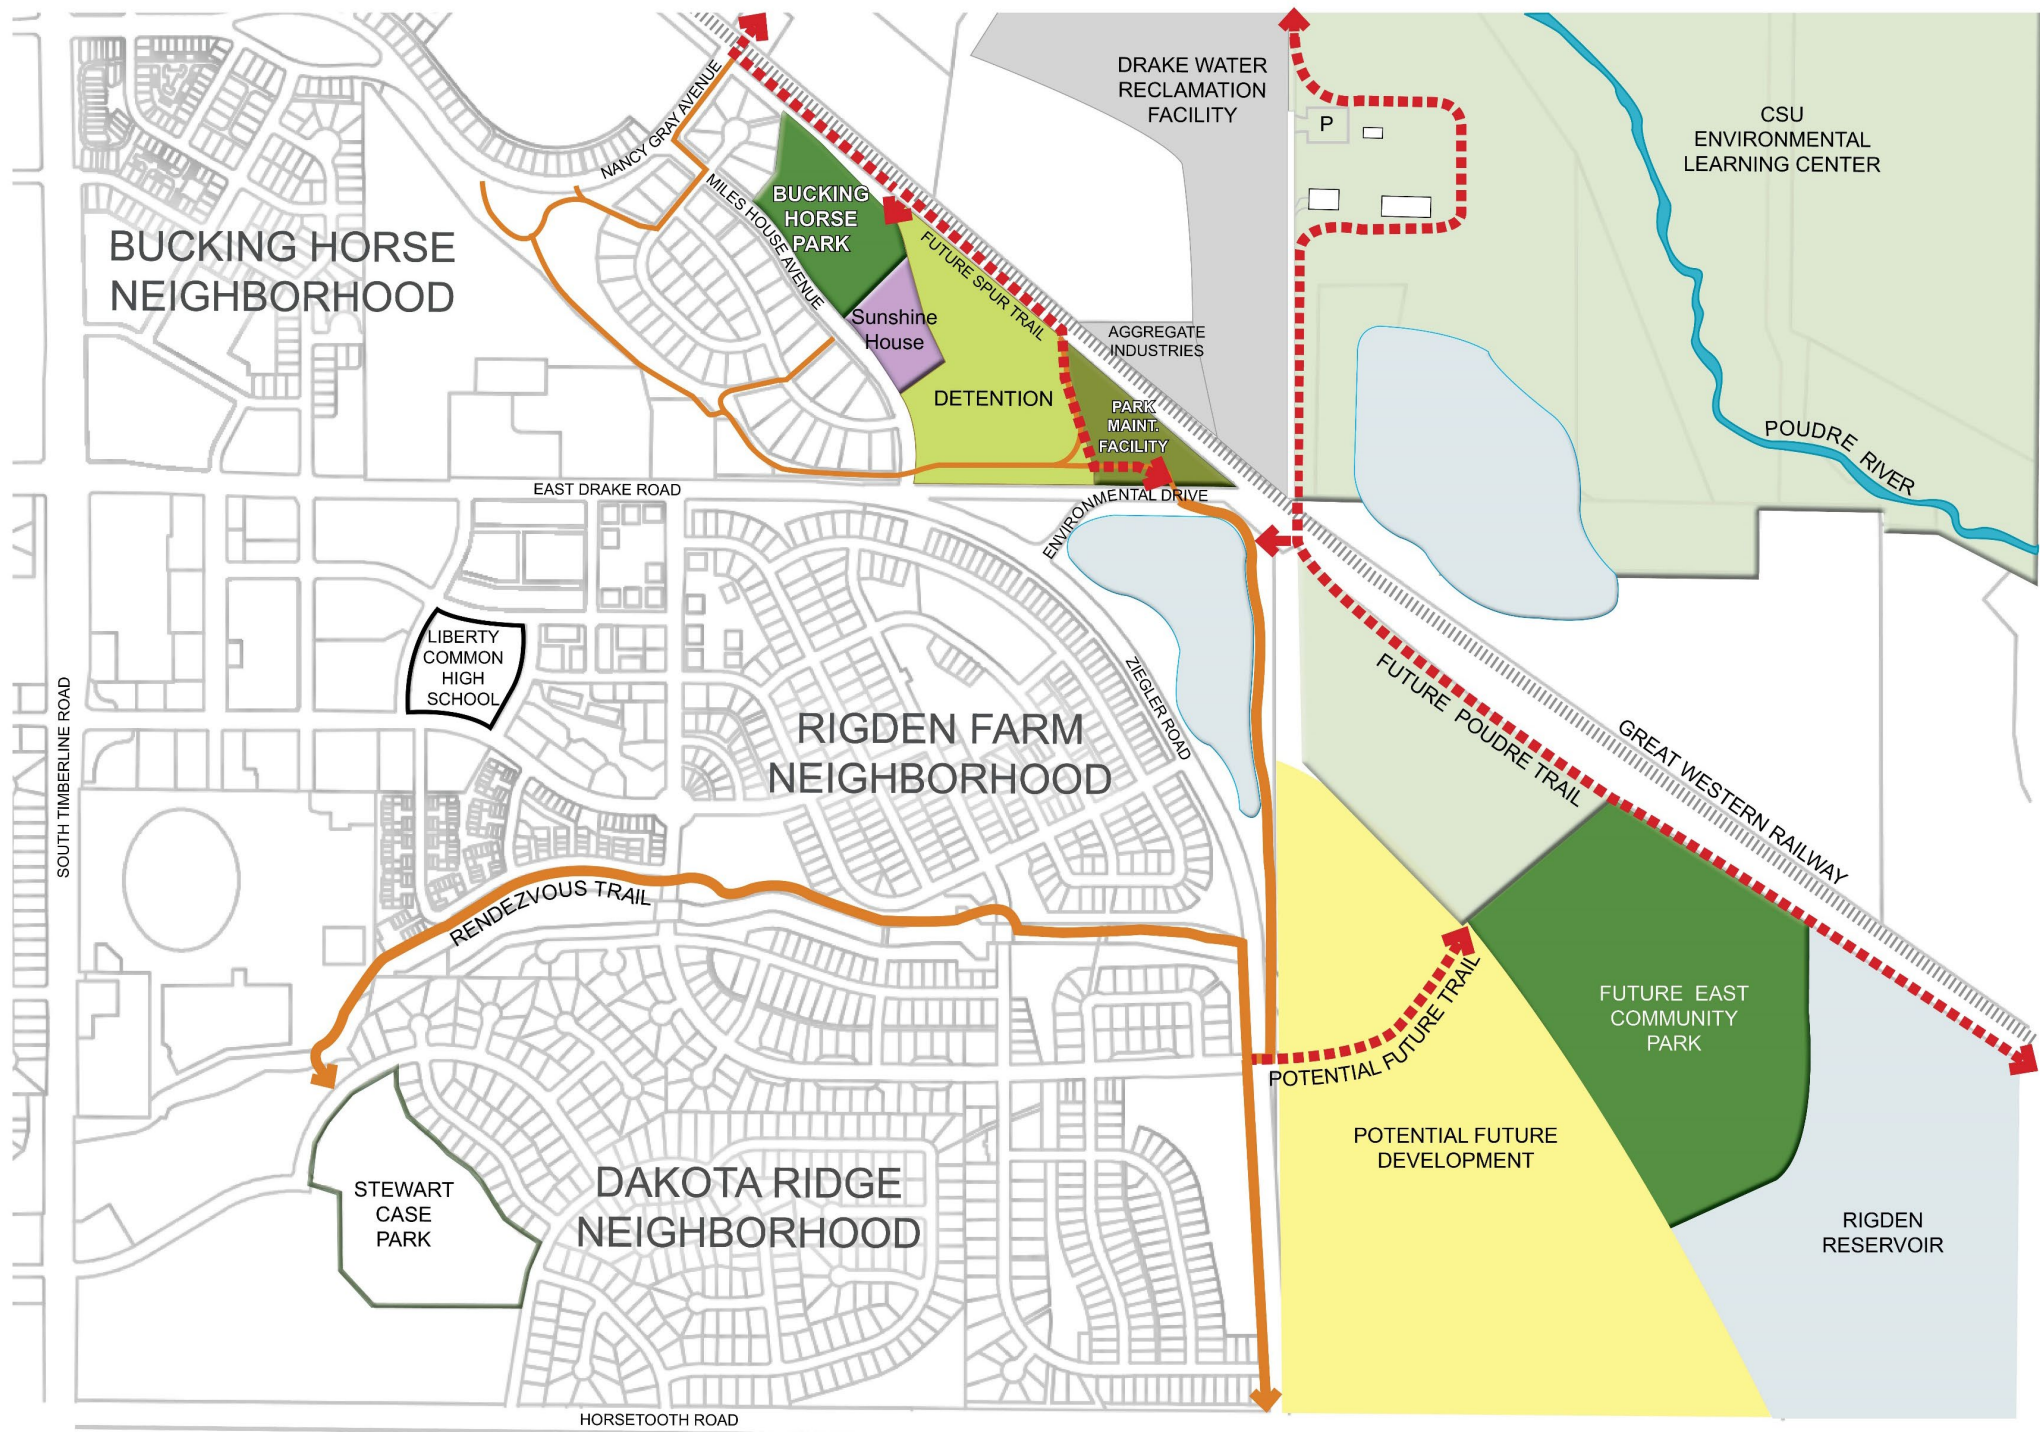 DRAKE WATER
RECLAMATION
FACILITY
P
CSU
ENVIRONMENTAL
LEARNING CENTER
NANCY GRAY AVENUE
MILES HOUSE AVENUE
BUCKING
HORSE
PARK
BUCKING HORSE
NEIGHBORHOOD
FUTURE SPUR TRAIL
Sunshine
House
AGGREGATE
INDUSTRIES
DETENTION
PARK
MAINT.
FACILITY
POUDRE RIVER
EAST DRAKE ROAD
ENVIRONMENTAL DRIVE
LIBERTY
COMMON
HIGH
SCHOOL
SOUTH TIMBERLINE ROAD
ZIEGLER ROAD
RIGDEN FARM
NEIGHBORHOOD
FUTURE POUDRE TRAIL
GREAT WESTERN RAILWAY
RENDEZVOUS TRAIL
FUTURE EAST
COMMUNITY
PARK
POTENTIAL FUTURE TRAIL
POTENTIAL FUTURE
DEVELOPMENT
STEWART
CASE
PARK
DAKOTA RIDGE
NEIGHBORHOOD
RIGDEN
RESERVOIR
HORSETOOTH ROAD